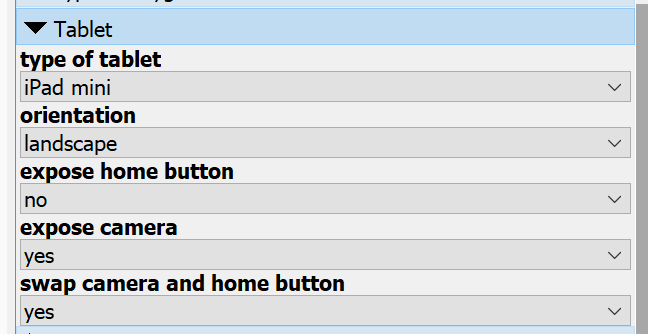 Tablet
type of tablet
iPad mini
orientation
landscape
expose home button
no
expose camera
yes
swap camera and home button
yes